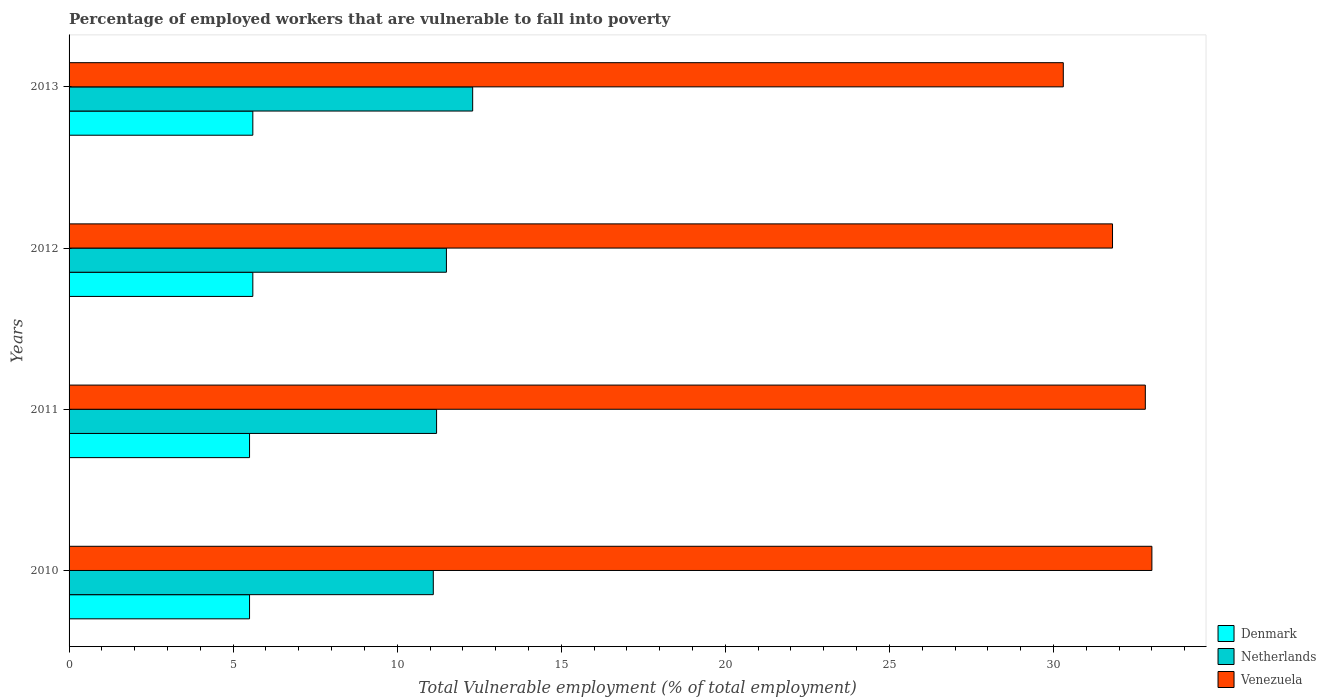 Percentage of employed workers that are vulnerable to fall into poverty
2013
2012
2011
2010
Years
0
5
10
15
20
25
30
Total Vulnerable employment (% of total employment)
Denmark
Netherlands
Venezuela